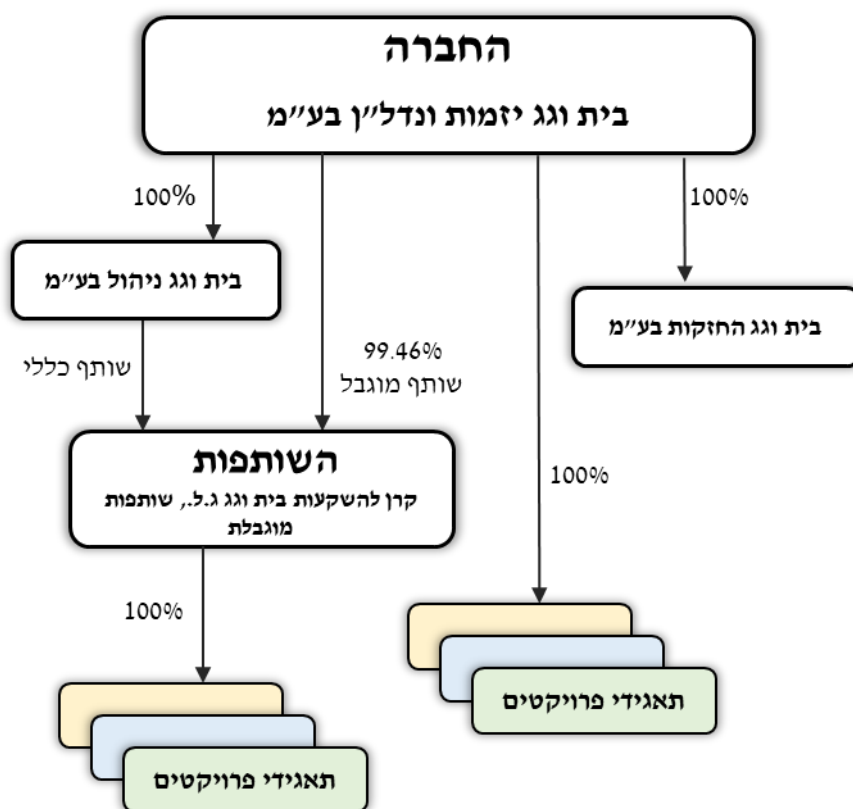 החברה
בית וגג יזמות ונדל"ן בע"מ
100%
100%
בית וגג ניהול בע"מ
בית וגג החזקות בע"מ
שותף כללי
99.46%
שותף מוגבל
השותפות
קרן להשקעות בית וגג ג.ל., שותפות
מוגבלת
100%
100%
תאגידי פרויקטים
תאגידי פרויקטים